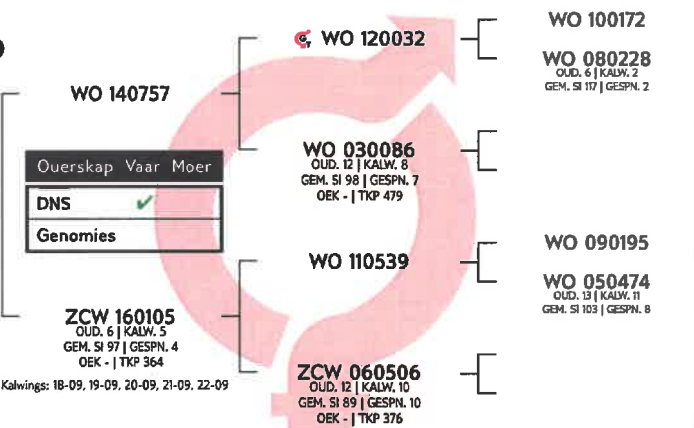 WO 100172
WO 120032
WO 080228
OUD. 6 | KALW. 2
GEM. SI 117 | GESPN. 2
WO 140757
WO 030086
OUD. 12 | KALW. 8
GEM. SI 98 | GESPN. 7
OEK - | TKP 479
Ouerskap Vaar Moer
DNS ✓
Genomies
WO 110539
WO 090195
WO 050474
OUD. 13 | KALW. 11
GEM. SI 103 | GESPN. 8
ZCW 160105
OUD. 6 | KALW. 5
GEM. SI 97 | GESPN. 4
OEK - | TKP 364
Kalwings: 18-09, 19-09, 20-09, 21-09, 22-09
ZCW 060506
OUD. 12 | KALW. 10
GEM. SI 89 | GESPN. 10
OEK - | TKP 376